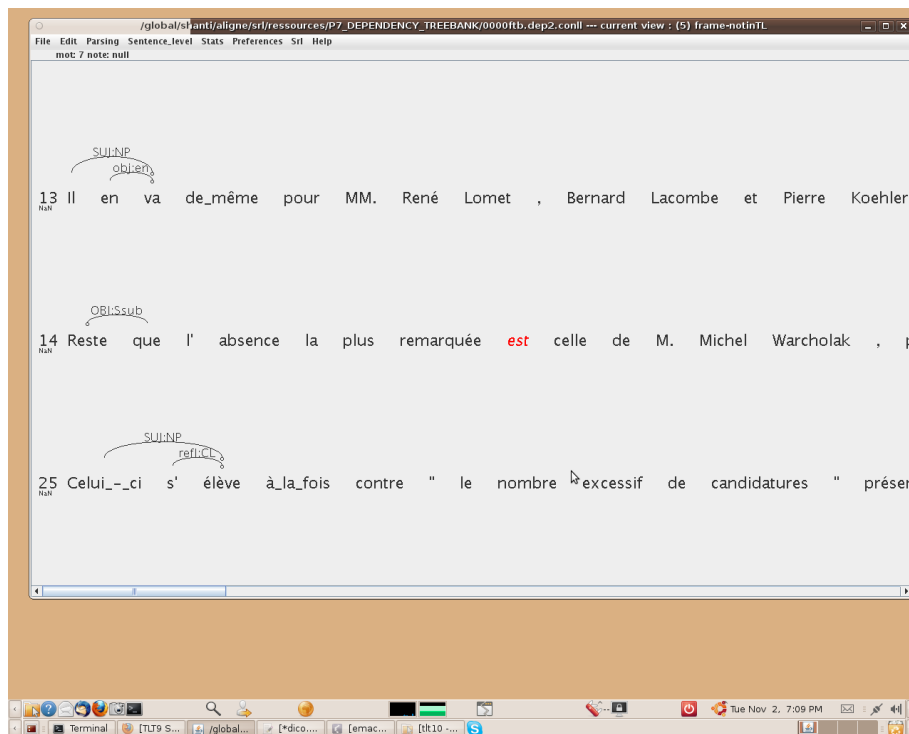 /global/shanti/aligne/srl/ressources/P7_DEPENDENCY_TREEBANK/0000ftb.dep2.conll --- current view : (5) frame-notinTL
File Edit Parsing Sentence_level Stats Preferences Srl Help
mot: 7 note: null
SUJ:NP
obj:en
13 Il en va de_même pour MM. René Lomet , Bernard Lacombe et Pierre Koehler
NaN
OBJ:Ssub
14 Reste que l' absence la plus remarquée est celle de M. Michel Warcholak , p
NaN
SUJ:NP
refl:CL
25 Celui_-_ci s' élève à_la_fois contre " le nombre excessif de candidatures " présen
NaN
Tue Nov 2, 7:09 PM
Terminal [TLT9 S... /global... [*dico.... [emac... [tlt10 -...